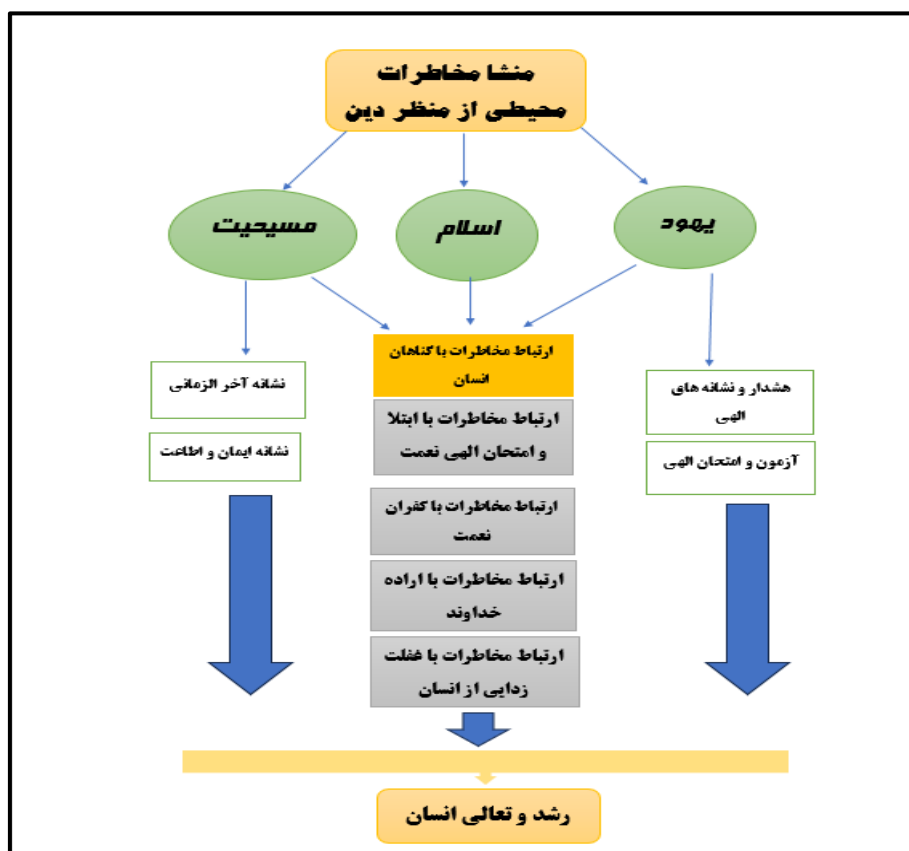 منشا مخاطرات
محیطی از منظر دین
یهود
اسلام
مسیحیت
ارتباط مخاطرات با گناهان
انسان
ارتباط مخاطرات با ابتلا
و امتحان الهی نعمت
ارتباط مخاطرات با کفران
نعمت
ارتباط مخاطرات با اراده
خداوند
ارتباط مخاطرات با غفلت
زدایی از انسان
هشدار و نشانه های
الهی
آزمون و امتحان الهی
نشانه آخر الزمانی
نشانه ایمان و اطاعت
رشد و تعالی انسان